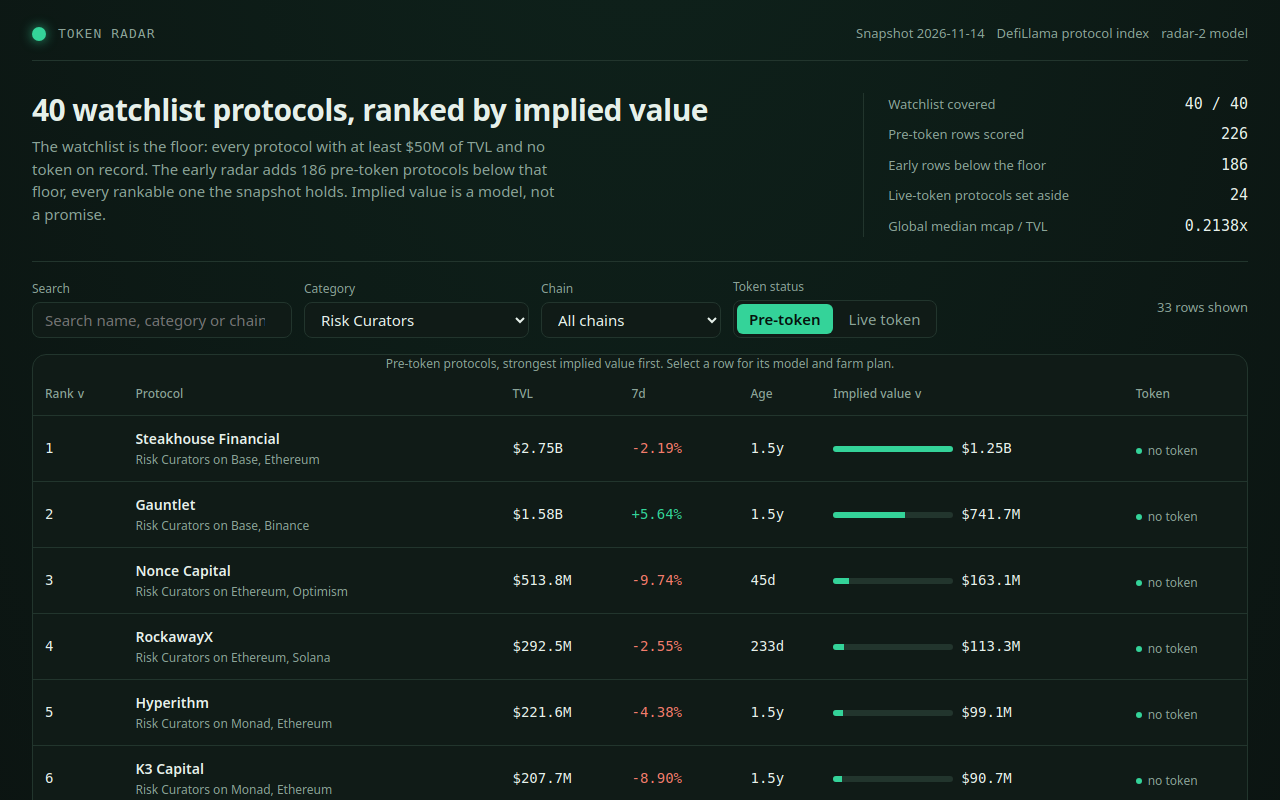 TOKEN RADAR
Snapshot 2026-11-14 DefiLlama protocol index radar-2 model
40 watchlist protocols, ranked by implied value
The watchlist is the floor: every protocol with at least $50M of TVL and no
token on record. The early radar adds 186 pre-token protocols below that
floor, every rankable one the snapshot holds. Implied value is a model, not
a promise.
Watchlist covered 40 / 40
Pre-token rows scored 226
Early rows below the floor 186
Live-token protocols set aside 24
Global median mcap / TVL 0.2138x
Search Category Chain Token status
Search name, category or chain Risk Curators All chains Pre-token Live token 33 rows shown
Pre-token protocols, strongest implied value first. Select a row for its model and farm plan.
Rank v Protocol TVL 7d Age Implied value v Token
1 Steakhouse Financial $2.75B -2.19% 1.5y $1.25B no token
Risk Curators on Base, Ethereum
2 Gauntlet $1.58B +5.64% 1.5y $741.7M no token
Risk Curators on Base, Binance
3 Nonce Capital $513.8M -9.74% 45d $163.1M no token
Risk Curators on Ethereum, Optimism
4 RockawayX $292.5M -2.55% 233d $113.3M no token
Risk Curators on Ethereum, Solana
5 Hyperithm $221.6M -4.38% 1.5y $99.1M no token
Risk Curators on Monad, Ethereum
6 K3 Capital $207.7M -8.90% 1.5y $90.7M no token
Risk Curators on Monad, Ethereum